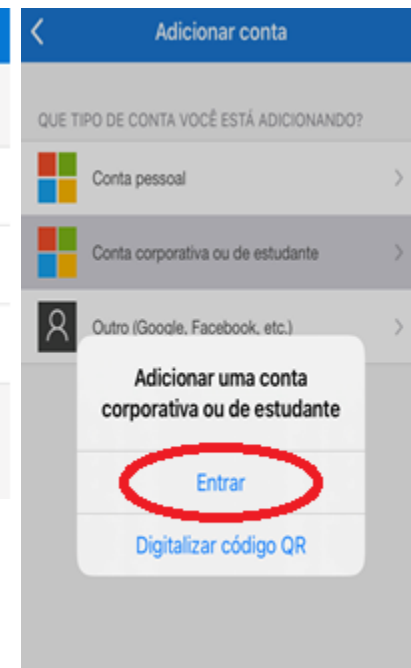 Adicionar conta
QUE TIPO DE CONTA VOCÊ ESTÁ ADICIONANDO?
Conta pessoal
Conta corporativa ou de estudante
Outro (Google, Facebook, etc.)
Adicionar uma conta
corporativa ou de estudante
Entrar
Digitalizar código QR